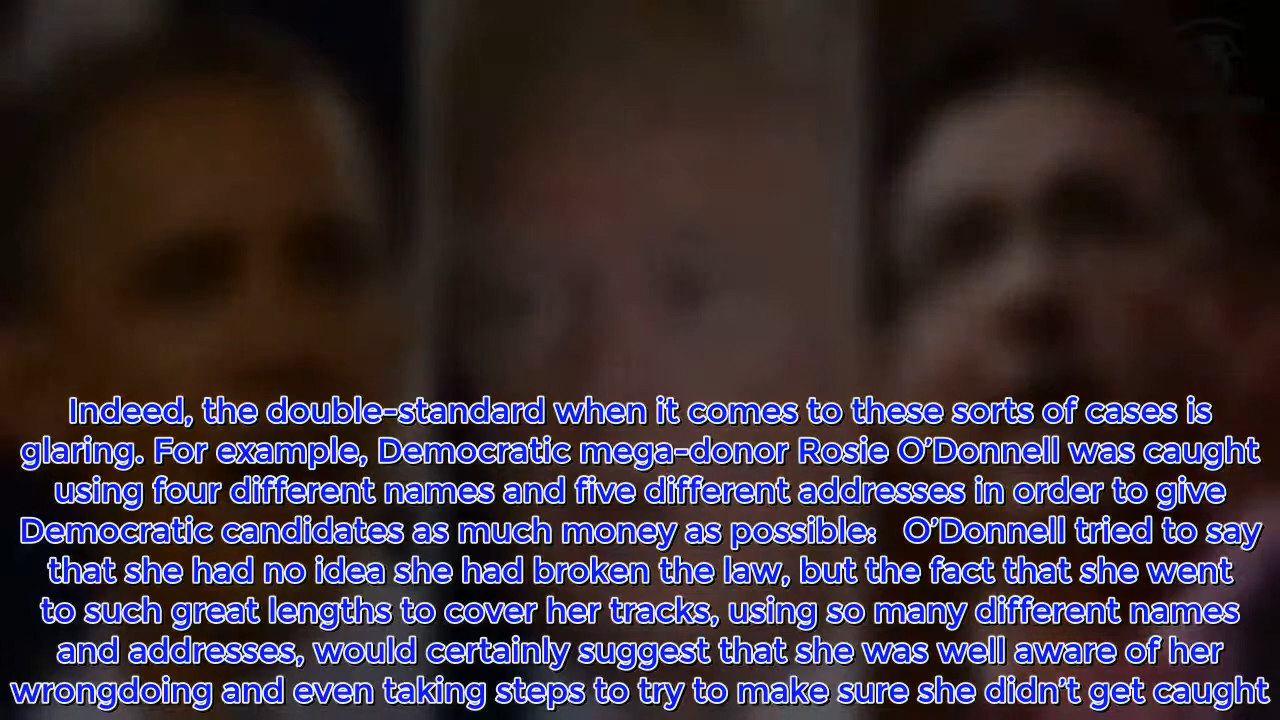 Indeed, the double-standard when it comes to these sorts of cases is
glaring. For example, Democratic mega-donor Rosie O’Donnell was caught
using four different names and five different addresses in order to give
Democratic candidates as much money as possible:   O’Donnell tried to say
that she had no idea she had broken the law, but the fact that she went
to such great lengths to cover her tracks, using so many different names
and addresses, would certainly suggest that she was well aware of her
wrongdoing and even taking steps to try to make sure she didn’t get caught